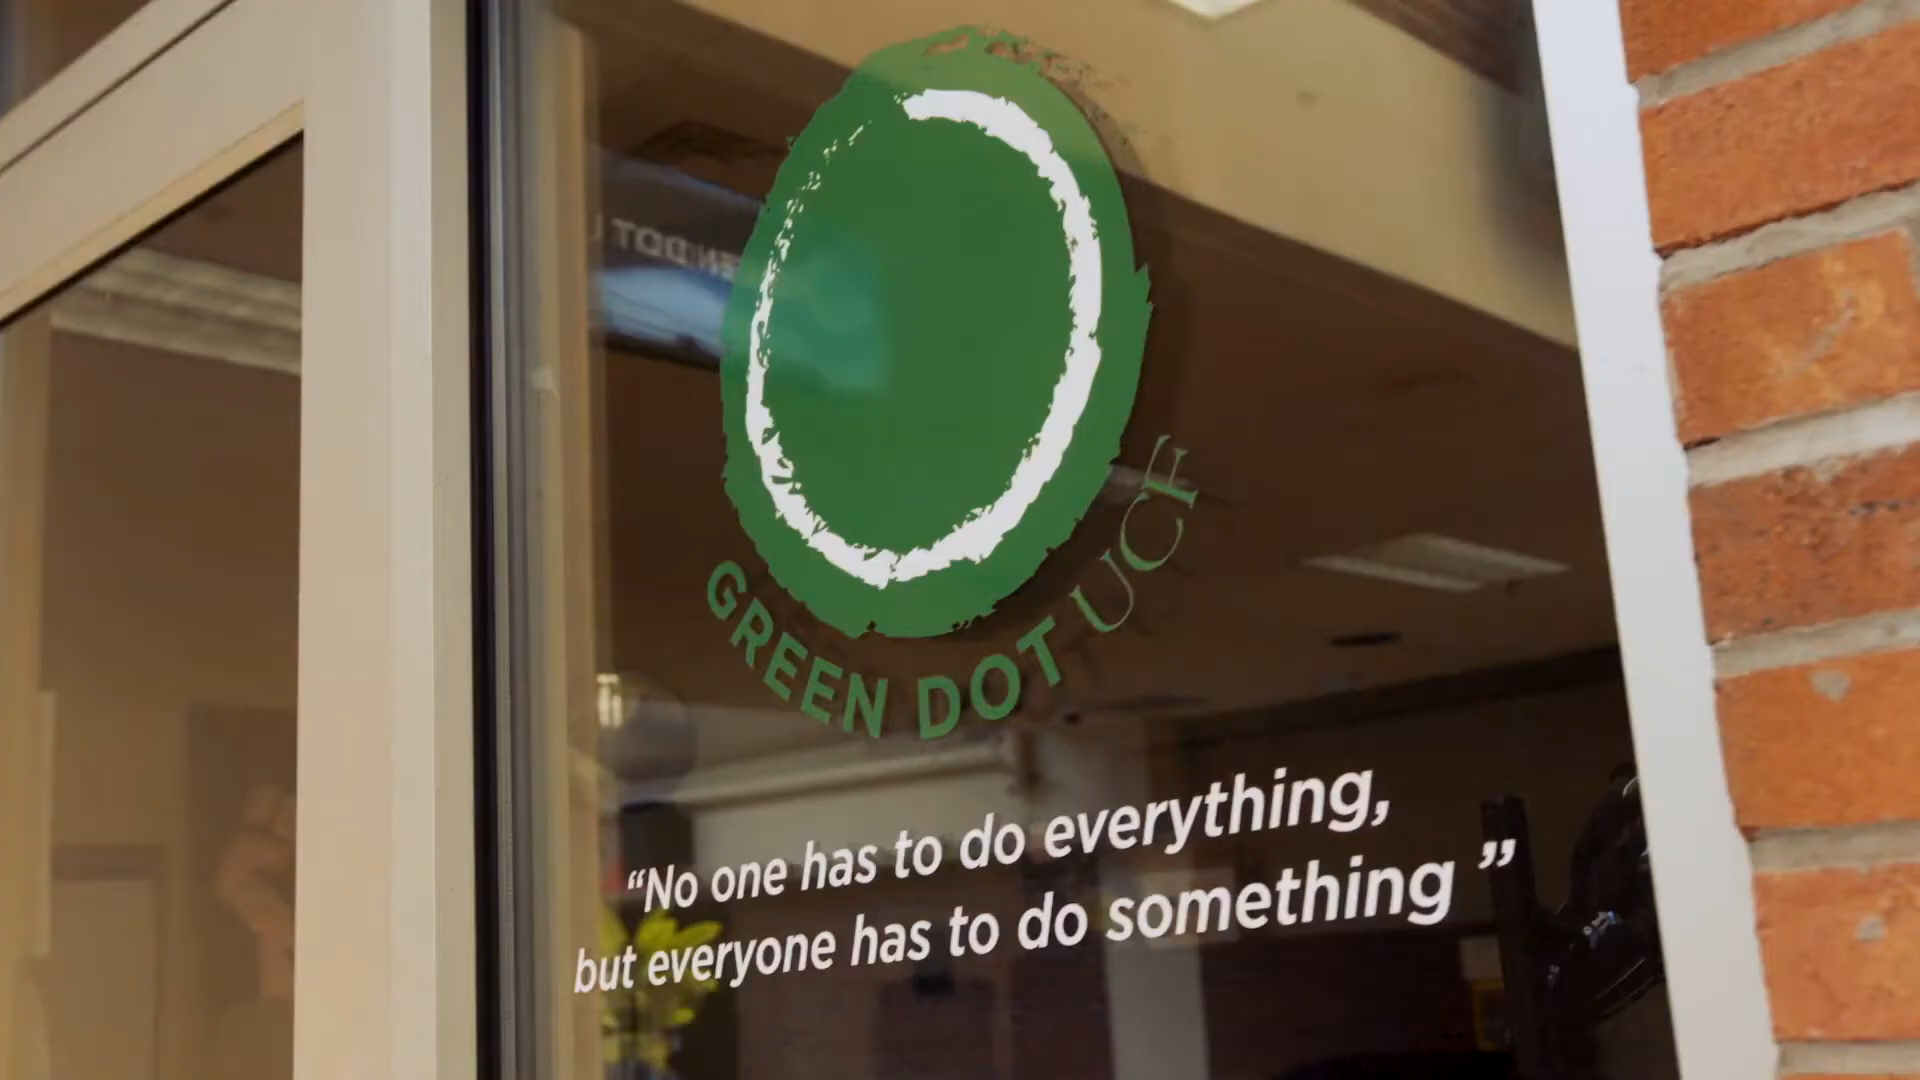 GREEN DOT UCF
“No one has to do everything,
but everyone has to do something ”